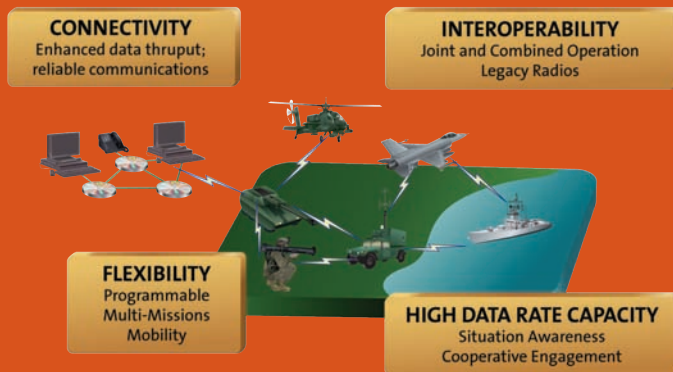 CONNECTIVITY
Enhanced data thruput;
reliable communications
INTEROPERABILITY
Joint and Combined Operation
Legacy Radios
FLEXIBILITY
Programmable
Multi-Missions
Mobility
HIGH DATA RATE CAPACITY
Situation Awareness
Cooperative Engagement